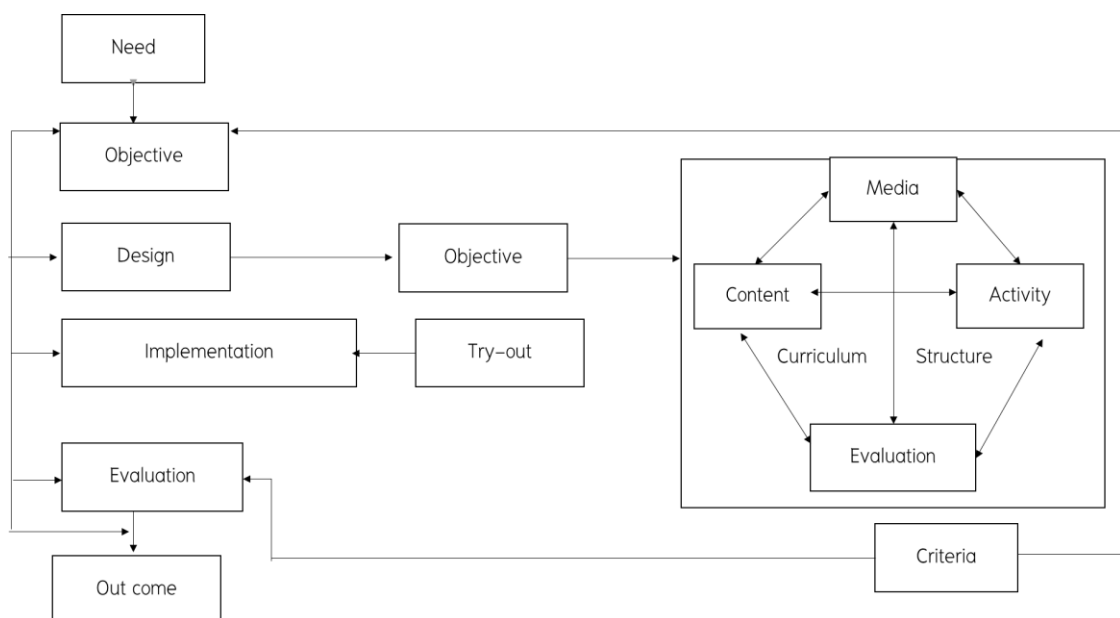 Need
Objective
Media
Design
Objective
Content
Activity
Implementation
Try-out
Curriculum
Structure
Evaluation
Evaluation
Criteria
Out come